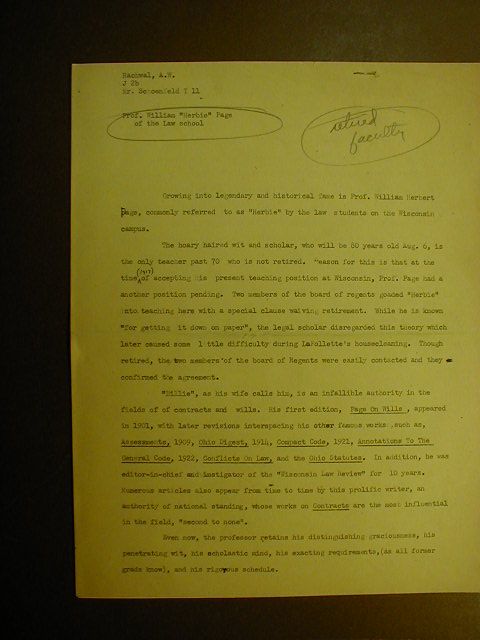 Rachwal, A.W.
J 2b
Mr. Schoenfeld T 11
Prof. William "Herbie" Page
of the Law school
retired
faculty
Growing into legendary and historical fame is Prof. William Herbert
Page, commonly referred to as "Herbie" by the law students on the Wisconsin
campus.
The hoary haired wit and scholar, who will be 80 years old Aug. 6, is
the only teacher past 70 who is not retired. Reason for this is that at the
(1917)
time of accepting his present teaching position at Wisconsin, Prof. Page had a
another position pending. Two members of the board of regents goaded "Herbie"
into teaching here with a special clause waiving retirement. While he is known
"for getting it down on paper", the legal scholar disregarded this theory which
later caused some little difficulty during LaFollette's housecleaning. Though
retired, the two members of the board of Regents were easily contacted and they
confirmed the agreement.
"Billie", as his wife calls him, is an infallible authority in the
fields of of contracts and wills. His first edition, Page On Wills , appeared
in 1901, with later revisions interspacing his other famous works such as,
Assessments, 1909, Ohio Digest, 1914, Compact Code, 1921, Annotations To The
General Code, 1922, Conflicts On Law, and the Ohio Statutes. In addition, he was
editor-in-chief and instigator of the "Wisconsin Law Review" for 10 years.
Numerous articles also appear from time to time by this prolific writer, an
authority of national standing, whose works on Contracts are the most influential
in the field, "second to none".
Even now, the professor retains his distinguishing graciousness, his
penetrating wit, his scholastic mind, his exacting requirements,(as all former
grads know), and his rigorous schedule.